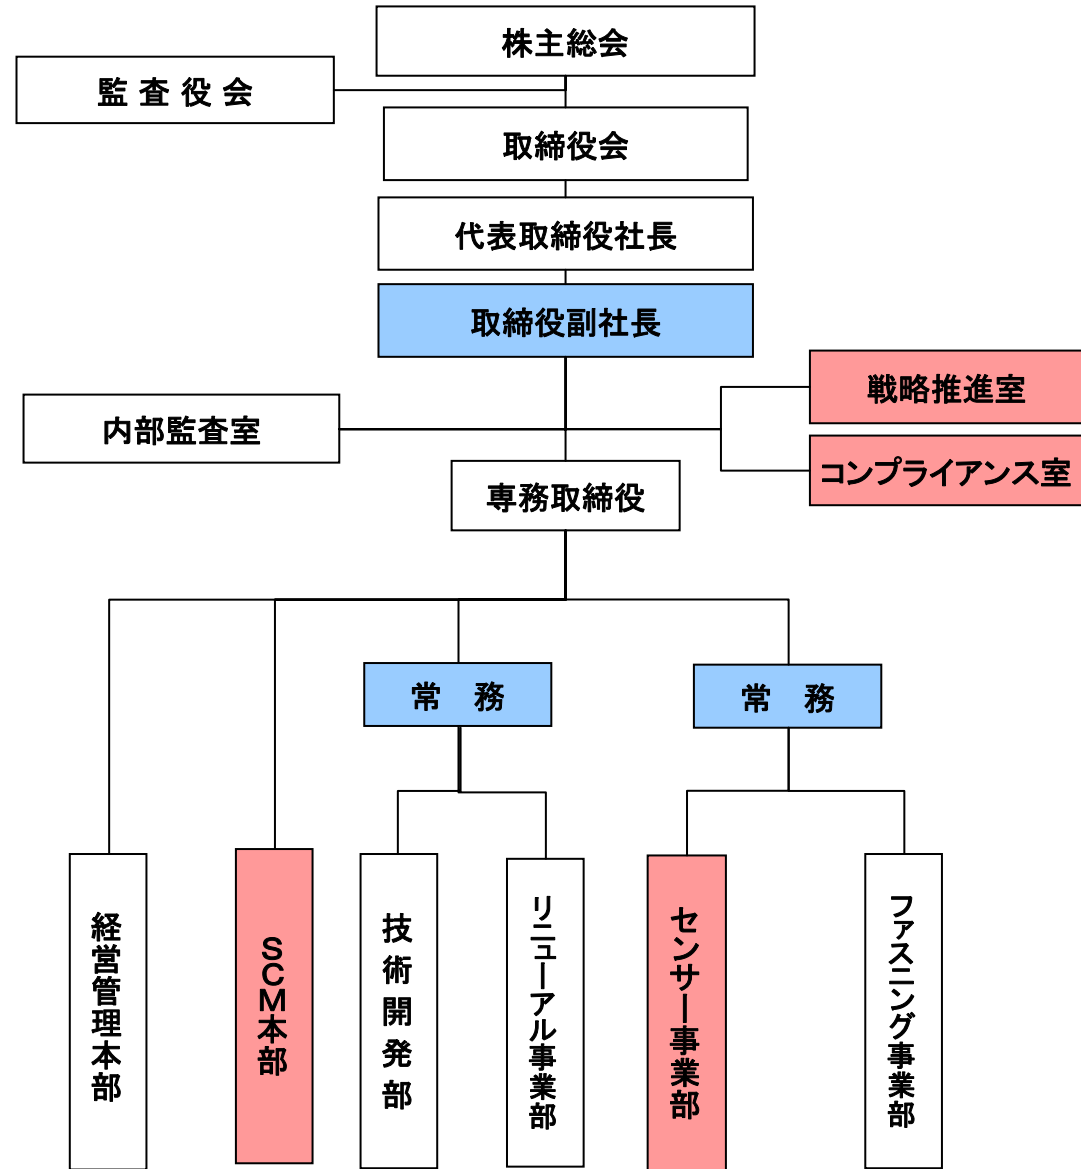 株主総会
監 査 役 会
取締役会
代表取締役社長
取締役副社長
戦略推進室
内部監査室
コンプライアンス室
専務取締役
常　務
常　務
経営管理本部
ＳＣＭ本部
技術開発部
リニューアル事業部
センサー事業部
ファスニング事業部